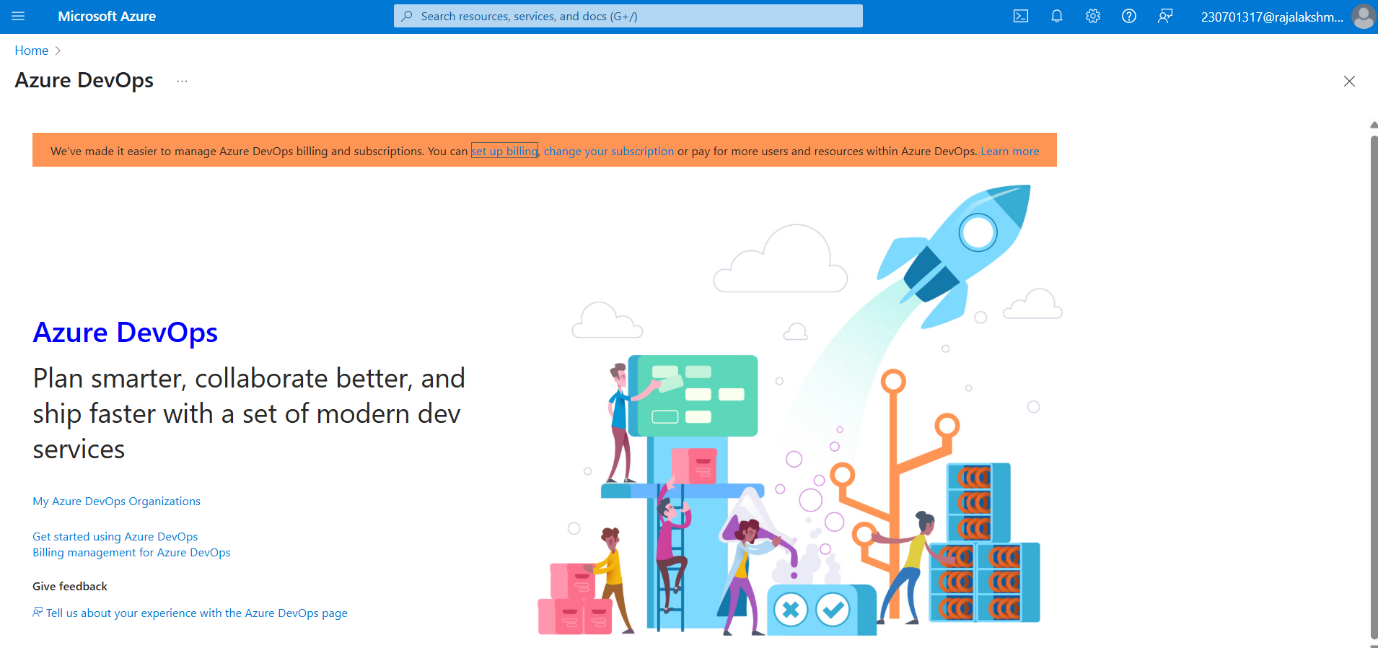 Microsoft Azure
Search resources, services, and docs (G+/)
230701317@rajalakshm...
Home
Azure DevOps
...
We've made it easier to manage Azure DevOps billing and subscriptions. You can set up billing, change your subscription or pay for more users and resources within Azure DevOps. Learn more
Azure DevOps
Plan smarter, collaborate better, and
ship faster with a set of modern dev
services
My Azure DevOps Organizations
Get started using Azure DevOps
Billing management for Azure DevOps
Give feedback
Tell us about your experience with the Azure DevOps page